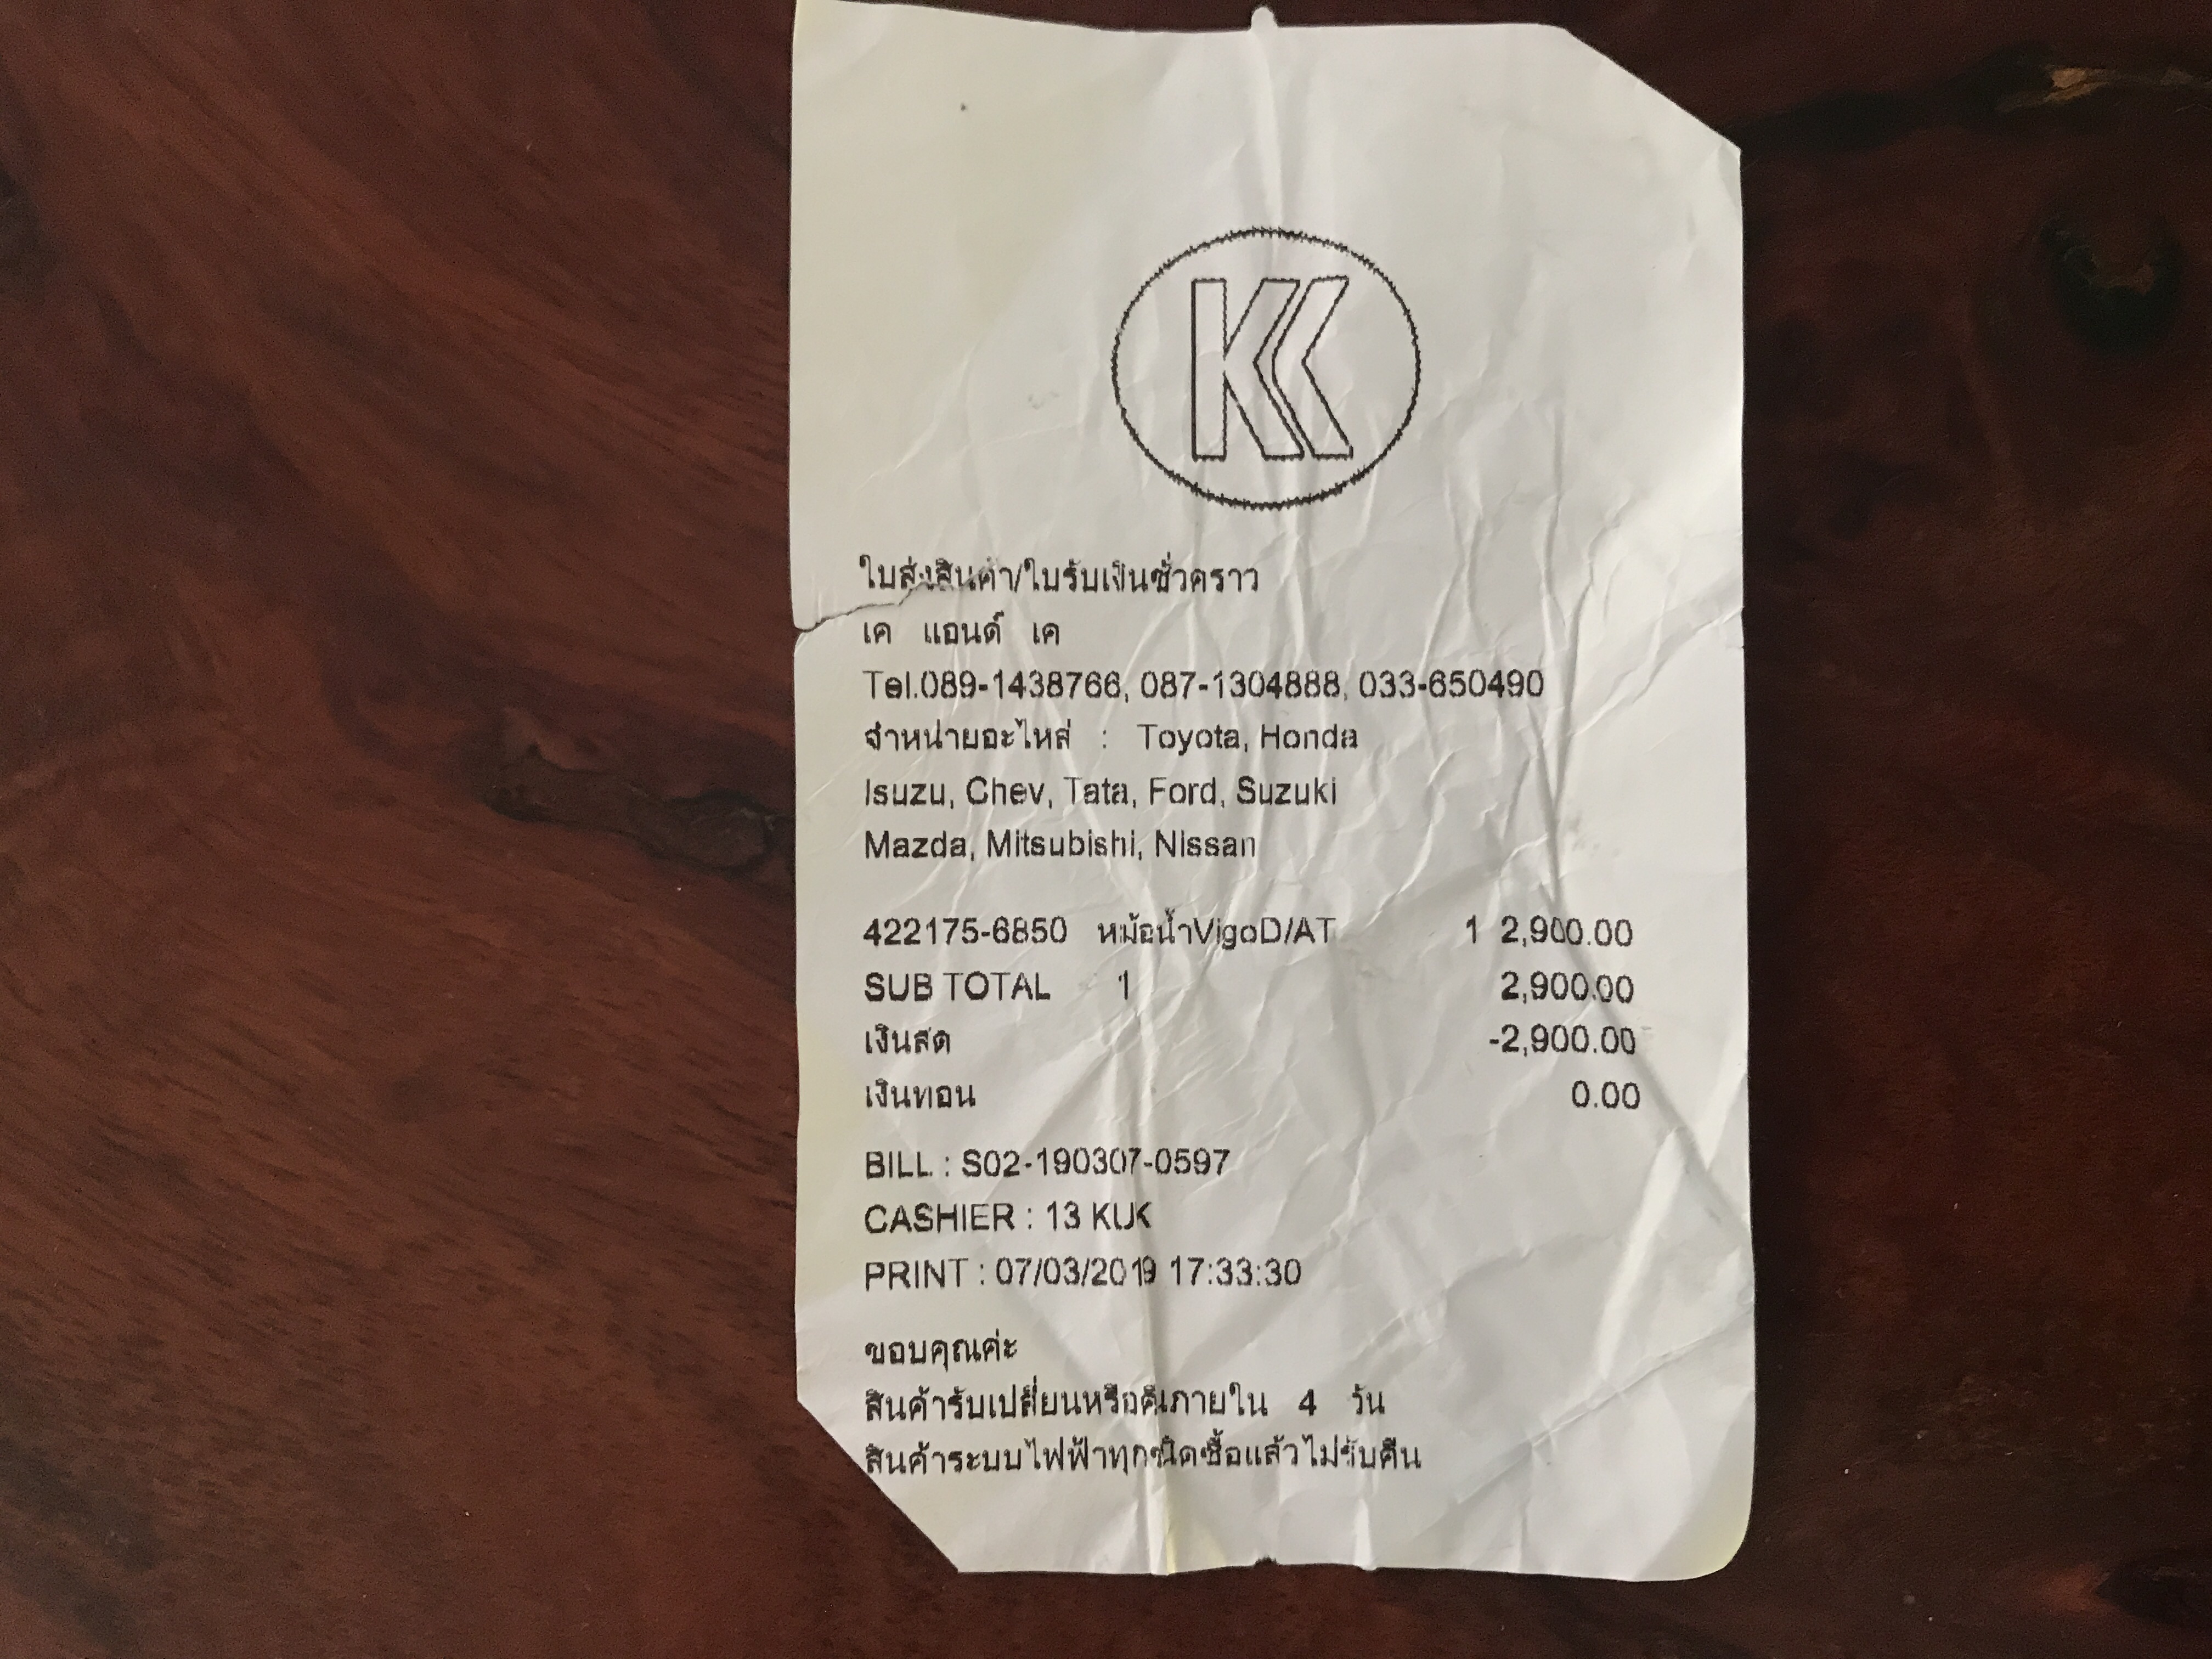 KK
ใบส่งสินค้า/ใบรับเงินชั่วคราว
เค แอนด์ เค
Tel.089-1438766, 087-1304888, 033-650490
จำหน่ายอะไหล่ : Toyota, Honda
Isuzu, Chev, Tata, Ford, Suzuki
Mazda, Mitsubishi, Nissan
422175-6850 หม้อน้ำVigoD/AT 1 2,900.00
SUB TOTAL 1 2,900.00
เงินสด -2,900.00
เงินทอน 0.00
BILL : S02-190307-0597
CASHIER : 13 KUK
PRINT : 07/03/2019 17:33:30
ขอบคุณค่ะ
สินค้ารับเปลี่ยนหรือคืนภายใน 4 วัน
สินค้าระบบไฟฟ้าทุกชนิดซื้อแล้วไม่รับคืน